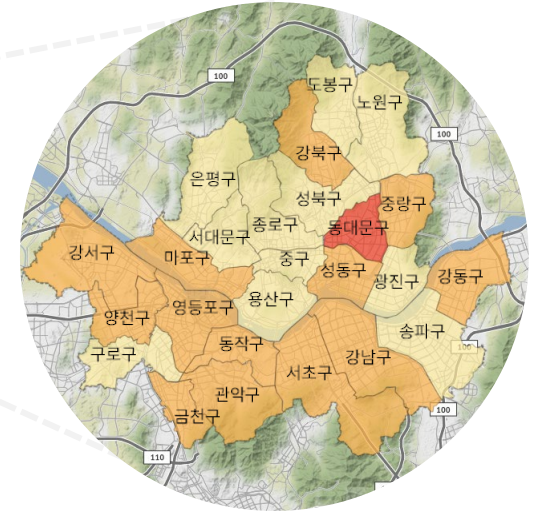 100
도봉구
노원구
100
강북구
은평구
성북구
중랑구
종로구
동대문구
서대문구
강서구
마포구
중구
성동구
광진구
강동구
용산구
양천구
영등포구
송파구
구로구
동작구
100
서초구
강남구
관악구
금천구
100
110